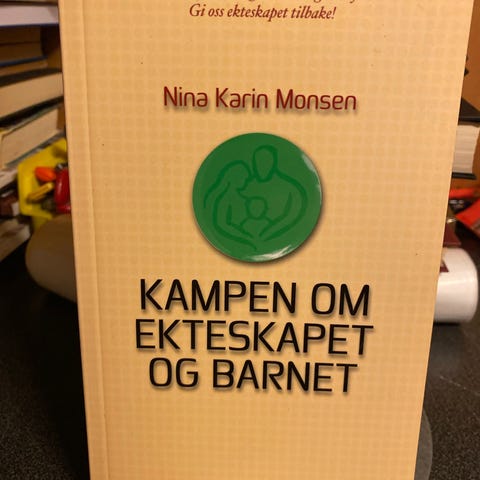 Gi oss ekteskapet tilbake!
Nina Karin Monsen
KAMPEN OM
EKTESKAPET
OG BARNET